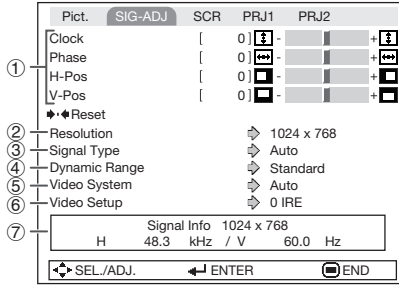 Pict. SIG-ADJ SCR PRJ1 PRJ2
Clock [ 0 ] - +
Phase [ 0 ] - +
① H-Pos [ 0 ] - +
V-Pos [ 0 ] - +
Reset
② Resolution 1024 x 768
③ Signal Type Auto
④ Dynamic Range Standard
⑤ Video System Auto
⑥ Video Setup 0 IRE
⑦ Signal Info 1024 x 768
H 48.3 kHz / V 60.0 Hz
SEL./ADJ. ENTER END